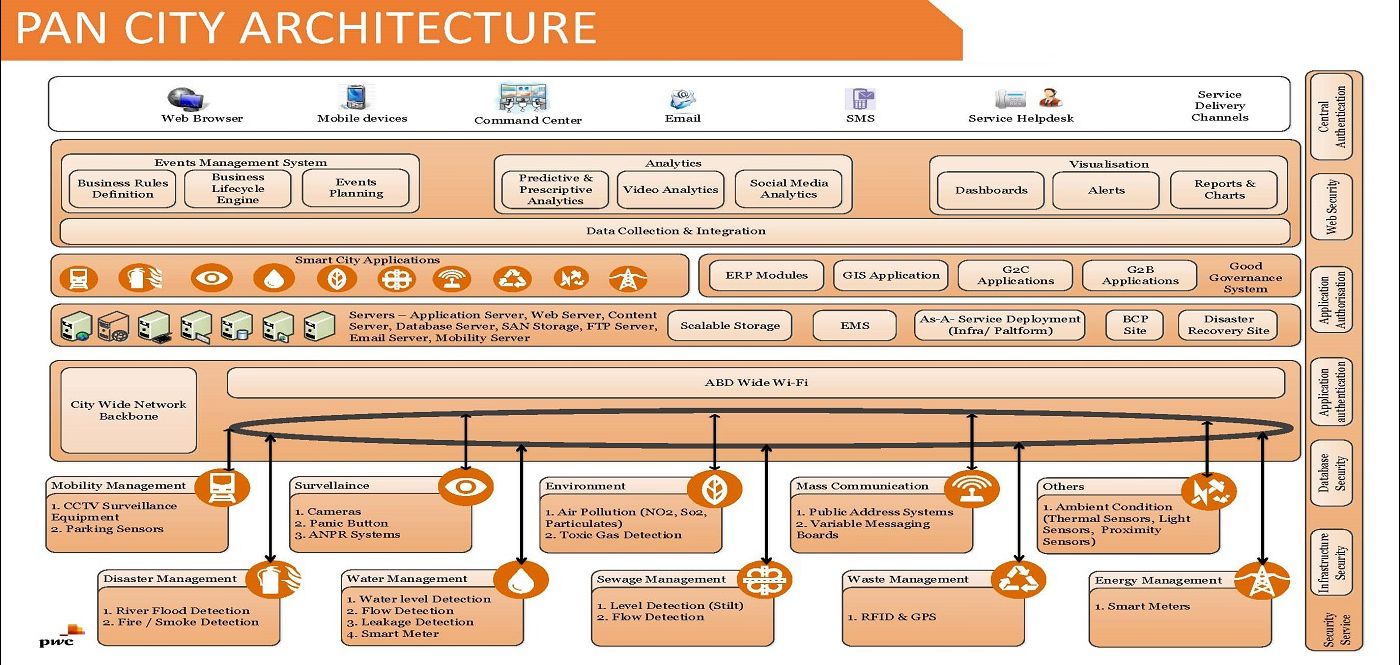 PAN CITY ARCHITECTURE
Web Browser
Mobile devices
Command Center
Email
SMS
Service Helpdesk
Service
Delivery
Channels
Events Management System
Business Rules
Definition
Business
Lifecycle
Engine
Events
Planning
Analytics
Predictive &
Prescriptive
Analytics
Video Analytics
Social Media
Analytics
Visualisation
Dashboards
Alerts
Reports &
Charts
Data Collection & Integration
Smart City Applications
ERP Modules
GIS Application
G2C
Applications
G2B
Applications
Good
Governance
System
Servers – Application Server, Web Server, Content
Server, Database Server, SAN Storage, FTP Server,
Email Server, Mobility Server
Scalable Storage
EMS
As-A- Service Deployment
(Infra/ Paltform)
BCP
Site
Disaster
Recovery Site
City Wide Network
Backbone
ABD Wide Wi-Fi
Mobility Management
1. CCTV Surveillance
Equipment
2. Parking Sensors
Survellaince
1. Cameras
2. Panic Button
3. ANPR Systems
Environment
1. Air Pollution (NO2, So2,
Particulates)
2. Toxic Gas Detection
Mass Communication
1. Public Address Systems
2. Variable Messaging
Boards
Others
1. Ambient Condition
(Thermal Sensors, Light
Sensors, Proximity
Sensors)
Disaster Management
1. River Flood Detection
2. Fire / Smoke Detection
Water Management
1. Water level Detection
2. Flow Detection
3. Leakage Detection
4. Smart Meter
Sewage Management
1. Level Detection (Stilt)
2. Flow Detection
Waste Management
1. RFID & GPS
Energy Management
1. Smart Meters
Central
Authentication
Web Security
Application
Authorisation
Application
authentication
Database
Security
Infrastructure
Security
Security
Service
pwc